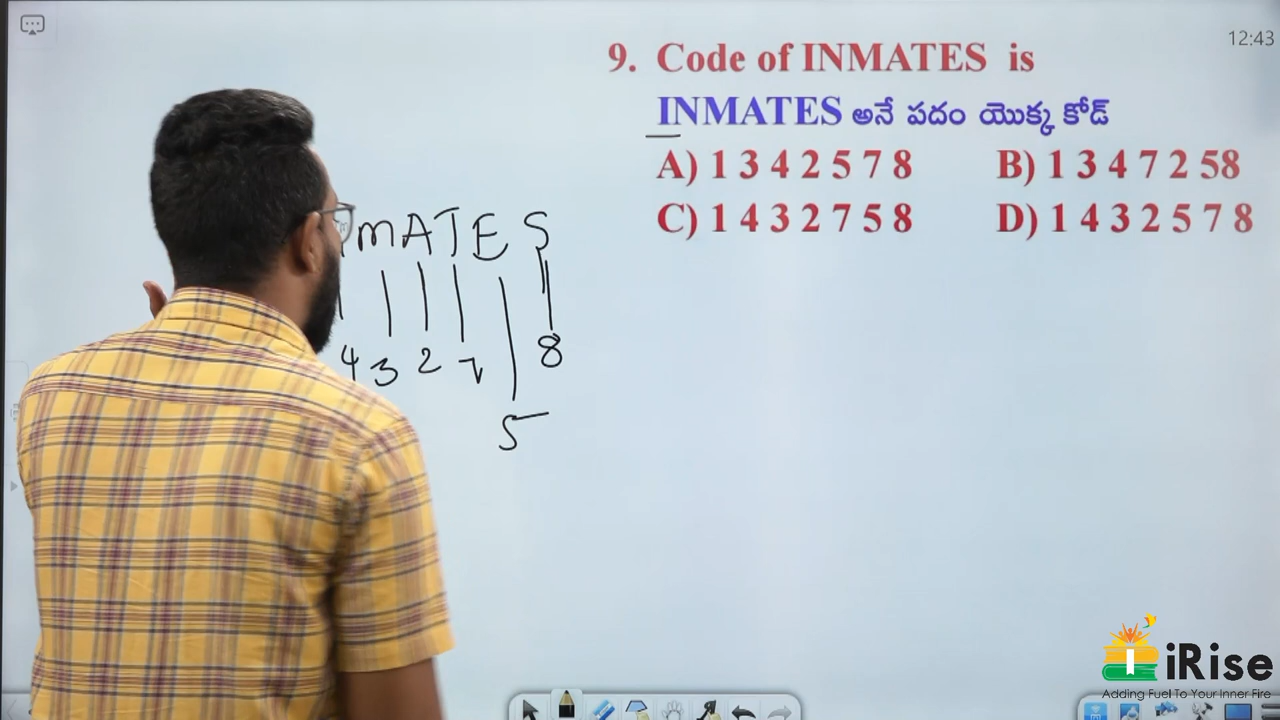 12:43
9. Code of INMATES is
INMATES అనే పదం యొక్క కోడ్
A) 1 3 4 2 5 7 8 B) 1 3 4 7 2 58
C) 1 4 3 2 7 5 8 D) 1 4 3 2 5 7 8
MATES
4 3 2 7 8
5
iRise
Adding Fuel To Your Inner Fire